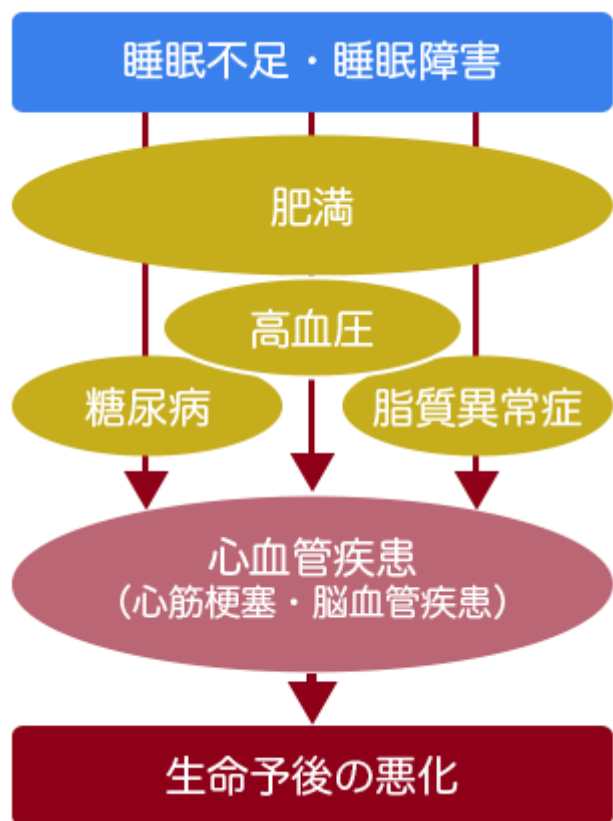 睡眠不足・睡眠障害
肥満
高血圧
糖尿病
脂質異常症
心血管疾患
（心筋梗塞・脳血管疾患）
生命予後の悪化